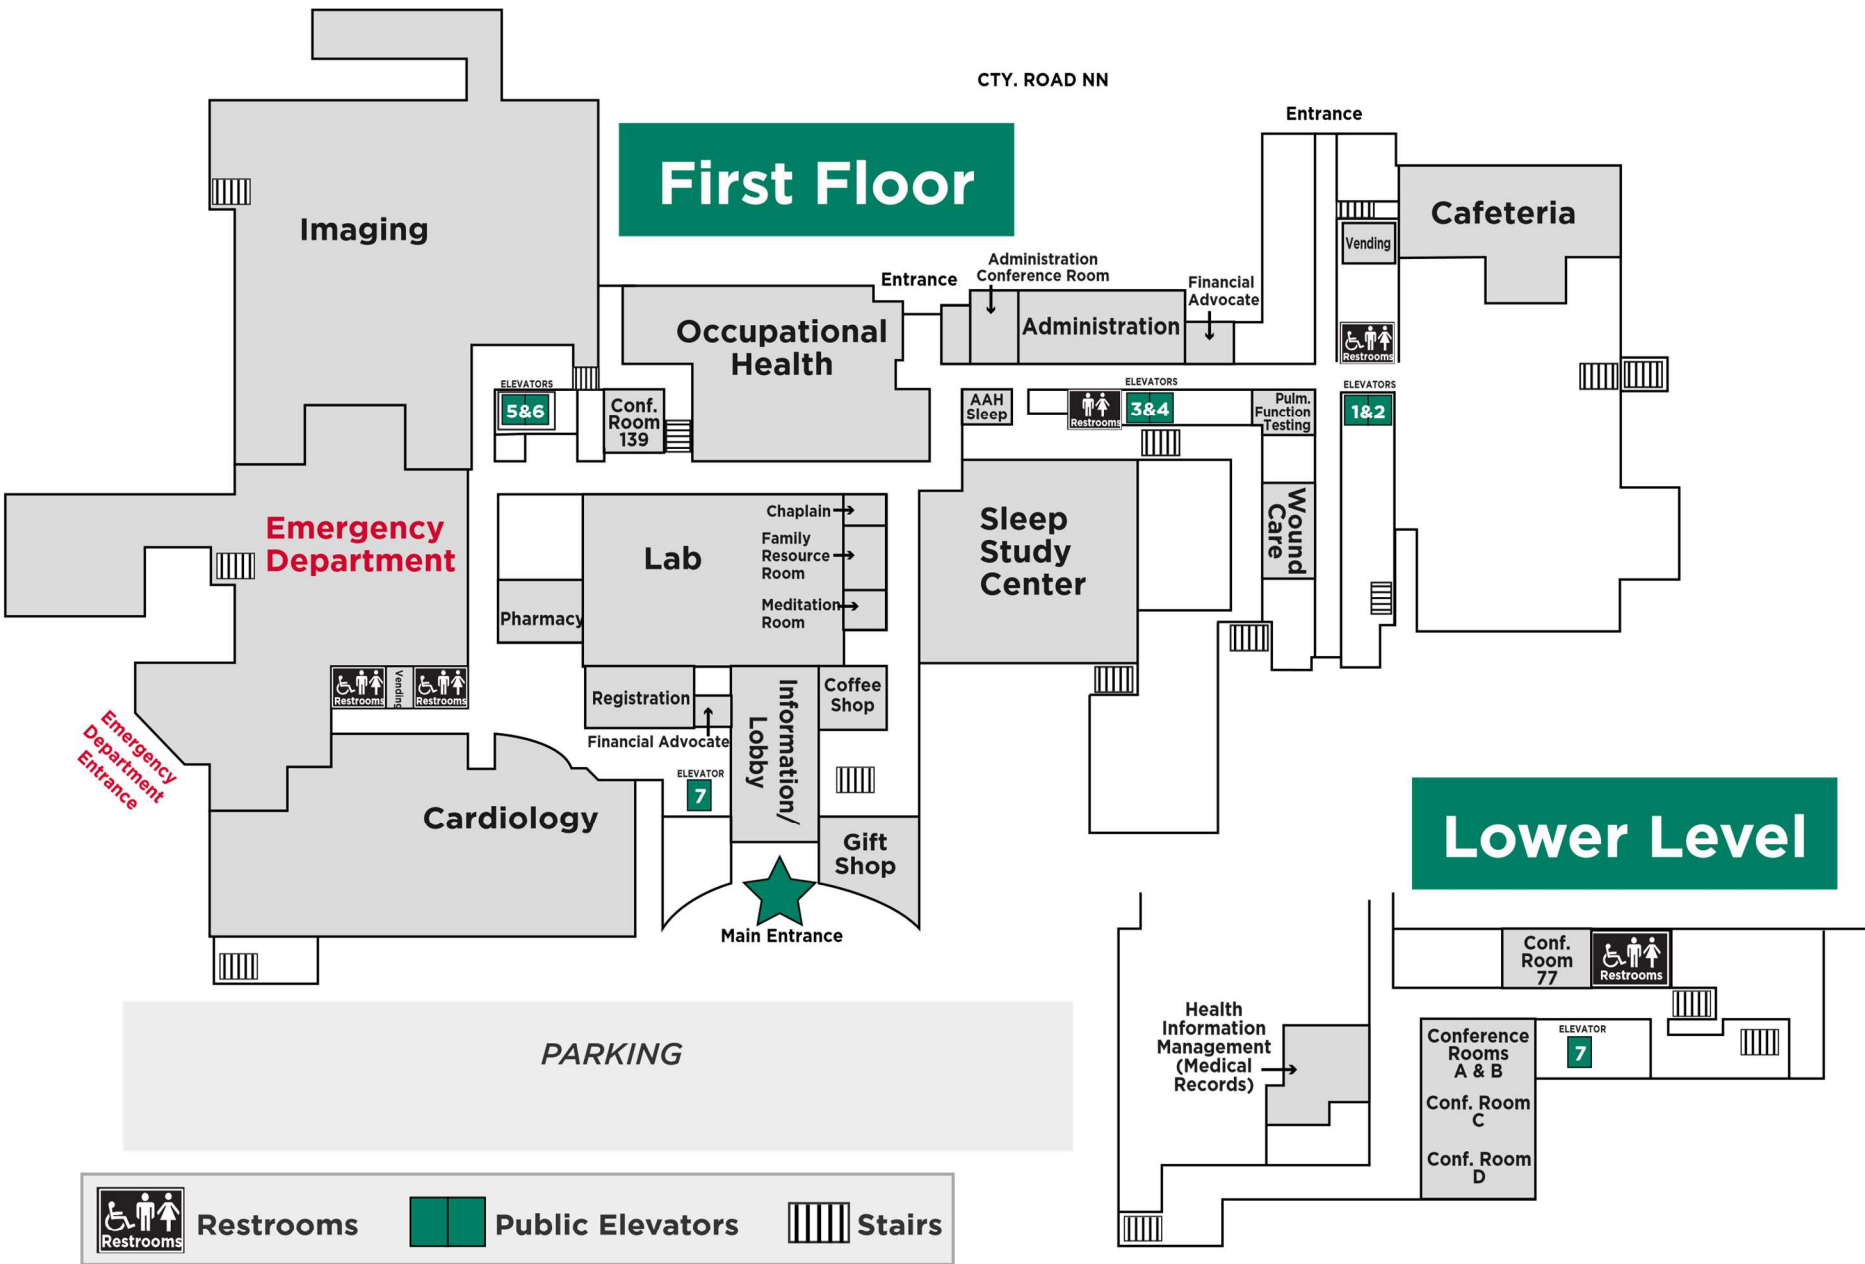 CTY. ROAD NN
Entrance
First Floor
Imaging
Cafeteria
Vending
Administration
Conference Room
Entrance
Financial
Advocate
Administration
Occupational
Health
Restrooms
ELEVATORS
5&6
Conf.
Room
139
AAH
Sleep
Restrooms
ELEVATORS
3&4
Pulm.
Function
Testing
ELEVATORS
1&2
Emergency
Department
Lab
Chaplain
Family
Resource
Room
Meditation
Room
Pharmacy
Sleep
Study
Center
Wound
Care
Restrooms
Vending
Restrooms
Registration
Financial Advocate
Information/
Lobby
Coffee
Shop
Emergency
Department
Entrance
ELEVATOR
7
Cardiology
Gift
Shop
Main Entrance
Lower Level
Conf.
Room
77
Restrooms
Health
Information
Management
(Medical
Records)
Conference
Rooms
A & B
Conf. Room
C
Conf. Room
D
ELEVATOR
7
PARKING
Restrooms
Restrooms
Public Elevators
Stairs